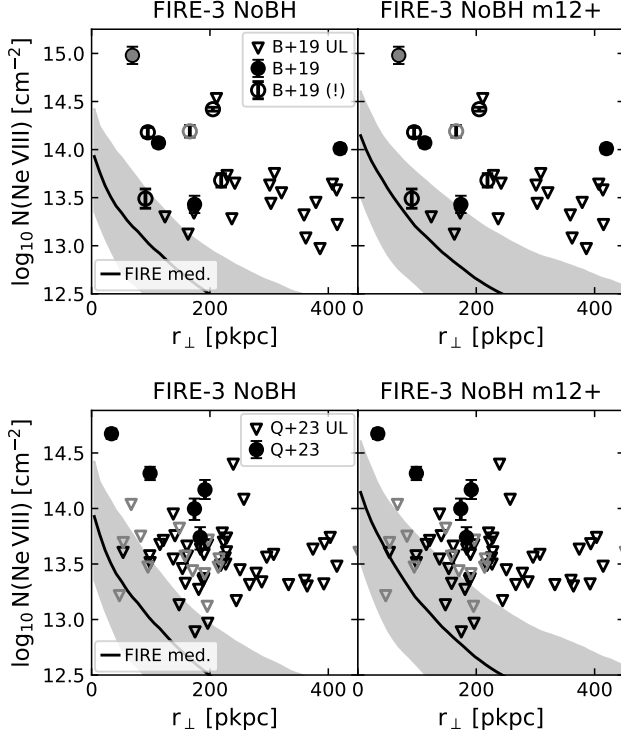 FIRE-3 NoBH
FIRE-3 NoBH m12+
log₁₀ N(Ne VIII) [cm⁻²]
15.0
14.5
14.0
13.5
13.0
12.5
B+19 UL
B+19
B+19 (!)
FIRE med.
0
200
400
0
200
400
r⊥ [pkpc]
r⊥ [pkpc]
FIRE-3 NoBH
FIRE-3 NoBH m12+
log₁₀ N(Ne VIII) [cm⁻²]
14.5
14.0
13.5
13.0
12.5
Q+23 UL
Q+23
FIRE med.
0
200
400
0
200
400
r⊥ [pkpc]
r⊥ [pkpc]